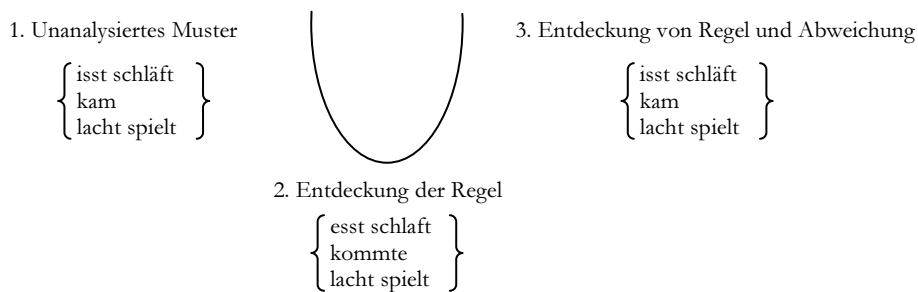 1. Unanalysiertes Muster
isst schläft
kam
lacht spielt
3. Entdeckung von Regel und Abweichung
isst schläft
kam
lacht spielt
2. Entdeckung der Regel
esst schlaft
kommte
lacht spielt